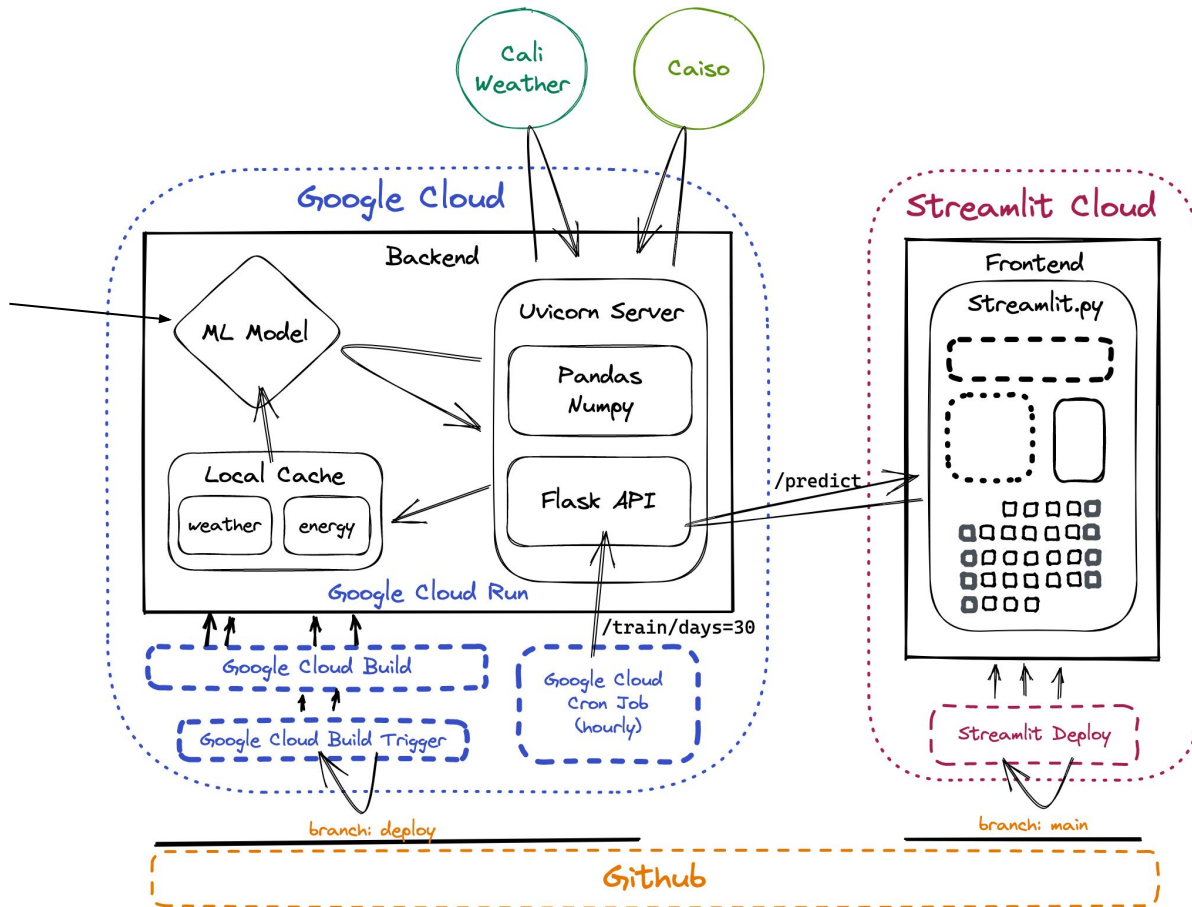 Cali
Weather
Caiso
Google Cloud
Backend
ML Model
Uvicorn Server
Pandas
Numpy
Flask API
Local Cache
weather
energy
Google Cloud Run
/predict
/train/days=30
Google Cloud Build
Google Cloud Build Trigger
Google Cloud
Cron Job
(hourly)
Streamlit Cloud
Frontend
Streamlit.py
Streamlit Deploy
branch: deploy
branch: main
Github